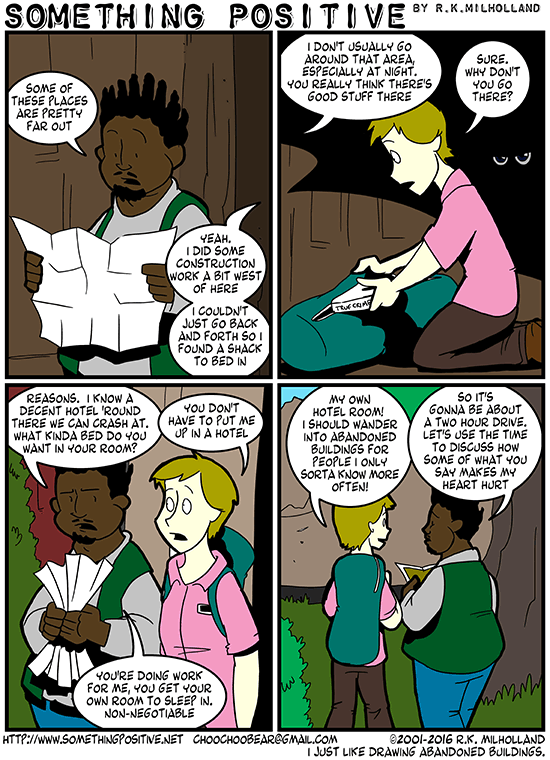 SOMETHING POSITIVE BY R.K.MILHOLLAND
SOME OF
THESE PLACES
ARE PRETTY
FAR OUT
YEAH.
I DID SOME
CONSTRUCTION
WORK A BIT WEST
OF HERE
I COULDN'T
JUST GO BACK
AND FORTH SO I
FOUND A SHACK
TO BED IN
I DON'T USUALLY GO
AROUND THAT AREA,
ESPECIALLY AT NIGHT.
YOU REALLY THINK THERE'S
GOOD STUFF THERE
SURE.
WHY DON'T
YOU GO
THERE?
TRUE CRIME
REASONS. I KNOW A
DECENT HOTEL 'ROUND
THERE WE CAN CRASH AT.
WHAT KINDA BED DO YOU
WANT IN YOUR ROOM?
YOU DON'T
HAVE TO PUT ME
UP IN A HOTEL
YOU'RE DOING WORK
FOR ME, YOU GET YOUR
OWN ROOM TO SLEEP IN.
NON-NEGOTIABLE
MY OWN
HOTEL ROOM!
I SHOULD WANDER
INTO ABANDONED
BUILDINGS FOR
PEOPLE I ONLY
SORTA KNOW MORE
OFTEN!
SO IT'S
GONNA BE ABOUT
A TWO HOUR DRIVE.
LET'S USE THE TIME
TO DISCUSS HOW
SOME OF WHAT YOU
SAY MAKES MY
HEART HURT
HTTP://WWW.SOMETHINGPOSITIVE.NET CHOOCHOOBEAR@GMAIL.COM ©2001-2016 R.K. MILHOLLAND
I JUST LIKE DRAWING ABANDONED BUILDINGS.